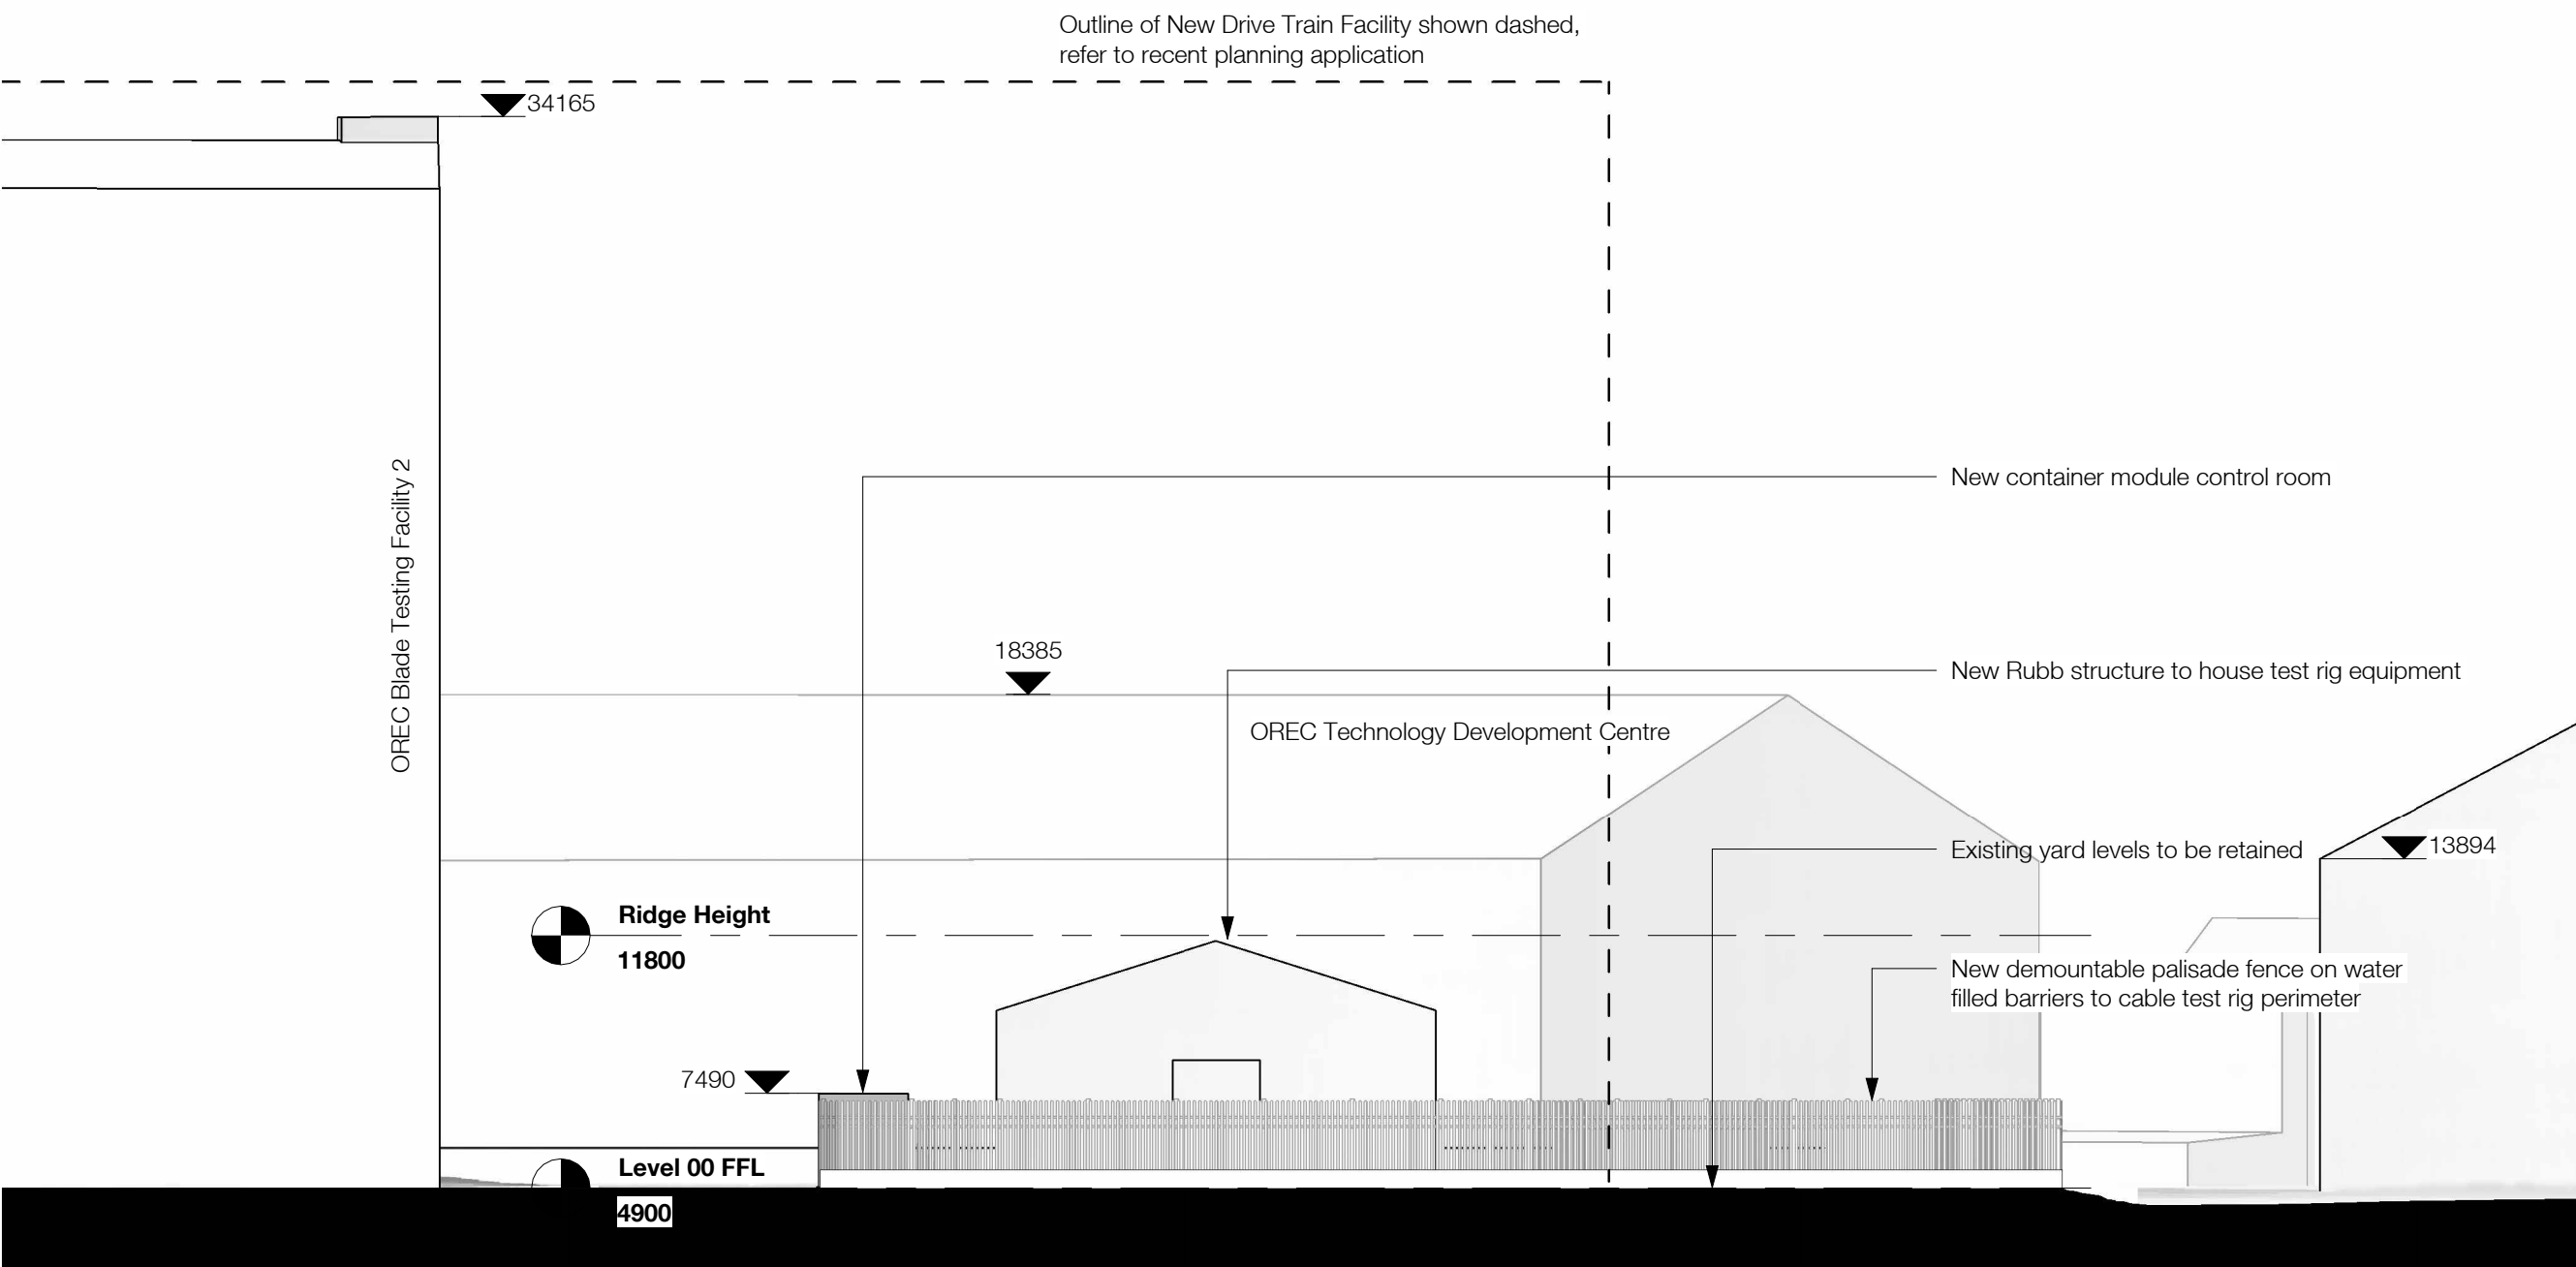 Outline of New Drive Train Facility shown dashed,
refer to recent planning application
34165
OREC Blade Testing Facility 2
New container module control room
18385
New Rubb structure to house test rig equipment
OREC Technology Development Centre
Existing yard levels to be retained
13894
Ridge Height
11800
New demountable palisade fence on water
filled barriers to cable test rig perimeter
7490
Level 00 FFL
4900